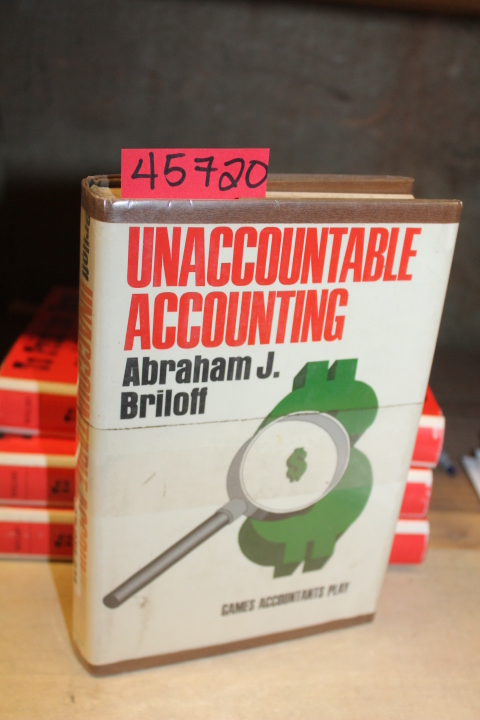 45720
UNACCOUNTABLE
ACCOUNTING
Abraham J.
Briloff
GAMES ACCOUNTANTS PLAY